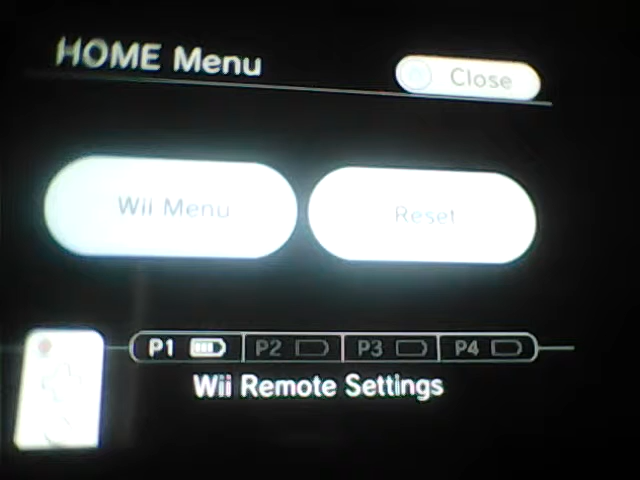 HOME Menu
Close
Wii Menu
Reset
P1 P2 P3 P4
Wii Remote Settings